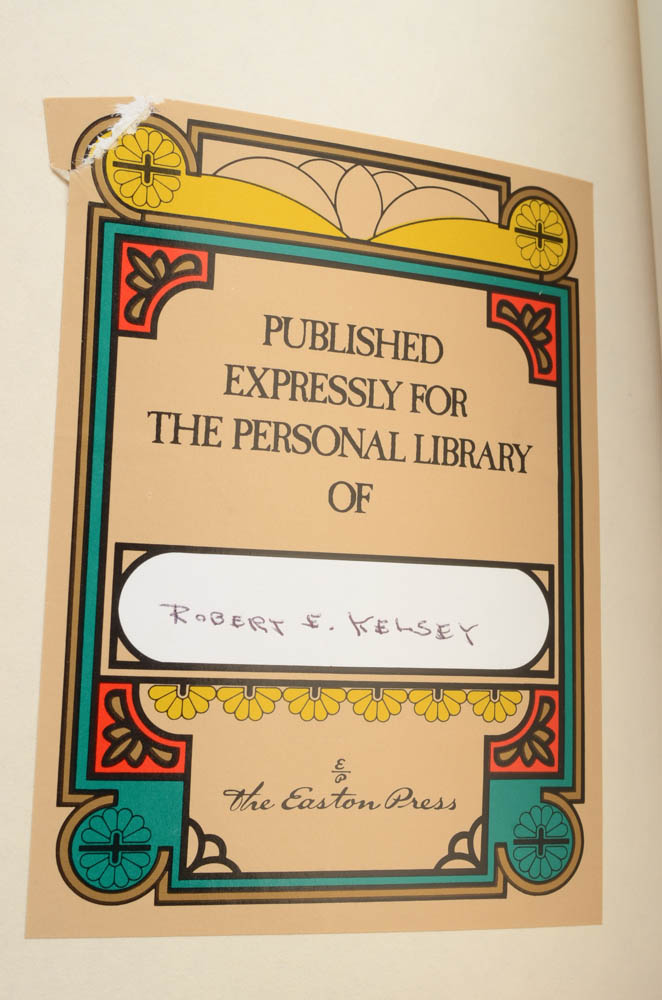 PUBLISHED
EXPRESSLY FOR
THE PERSONAL LIBRARY
OF
ROBERT E. KELSEY
E
P
The Easton Press